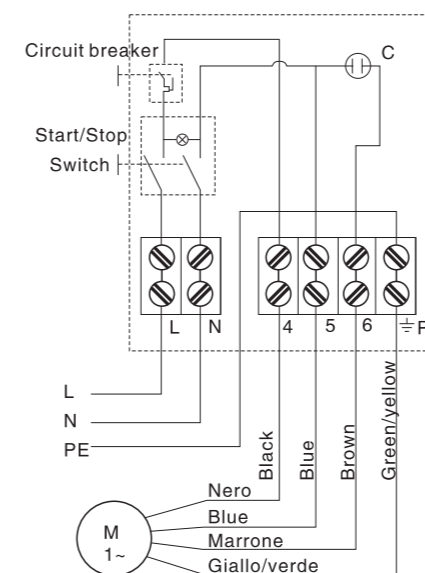 Circuit breaker
C
Start/Stop
Switch
L N 4 5 6 P
L
N
PE
Black
Blue
Brown
Green/yellow
Nero
Blue
Marrone
Giallo/verde
M
1~